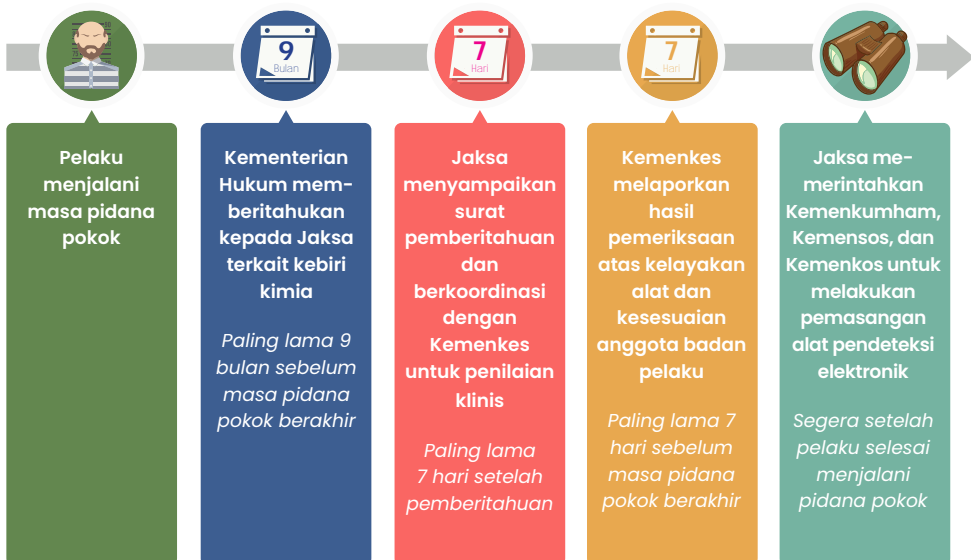 9
Bulan
7
Hari
7
Hari
Pelaku
menjalani
masa pidana
pokok
Kementerian
Hukum mem-
beritahukan
kepada Jaksa
terkait kebiri
kimia
Paling lama 9
bulan sebelum
masa pidana
pokok berakhir
Jaksa
menyampaikan
surat
pemberitahuan
dan
berkoordinasi
dengan
Kemenkes
untuk penilaian
klinis
Paling lama
7 hari setelah
pemberitahuan
Kemenkes
melaporkan
hasil
pemeriksaan
atas kelayakan
alat dan
kesesuaian
anggota badan
pelaku
Paling lama 7
hari sebelum
masa pidana
pokok berakhir
Jaksa me-
merintahkan
Kemenkumham,
Kemensos, dan
Kemenkos untuk
melakukan
pemasangan
alat pendeteksi
elektronik
Segera setelah
pelaku selesai
menjalani
pidana pokok